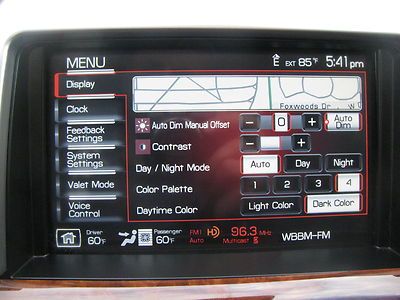 MENU
E EXT 85°F 5:41 pm
Display
Foxwoods Dr W
Clock
Auto Dim Manual Offset − 0 + Auto Dim
Feedback Settings
Contrast − +
System Settings
Day / Night Mode Auto Day Night
Valet Mode
Color Palette 1 2 3 4
Voice Control
Daytime Color Light Color Dark Color
Driver 60°F
Passenger 60°F
FM1 Auto
HD 96.3 MHz
Multicast
WBBM-FM